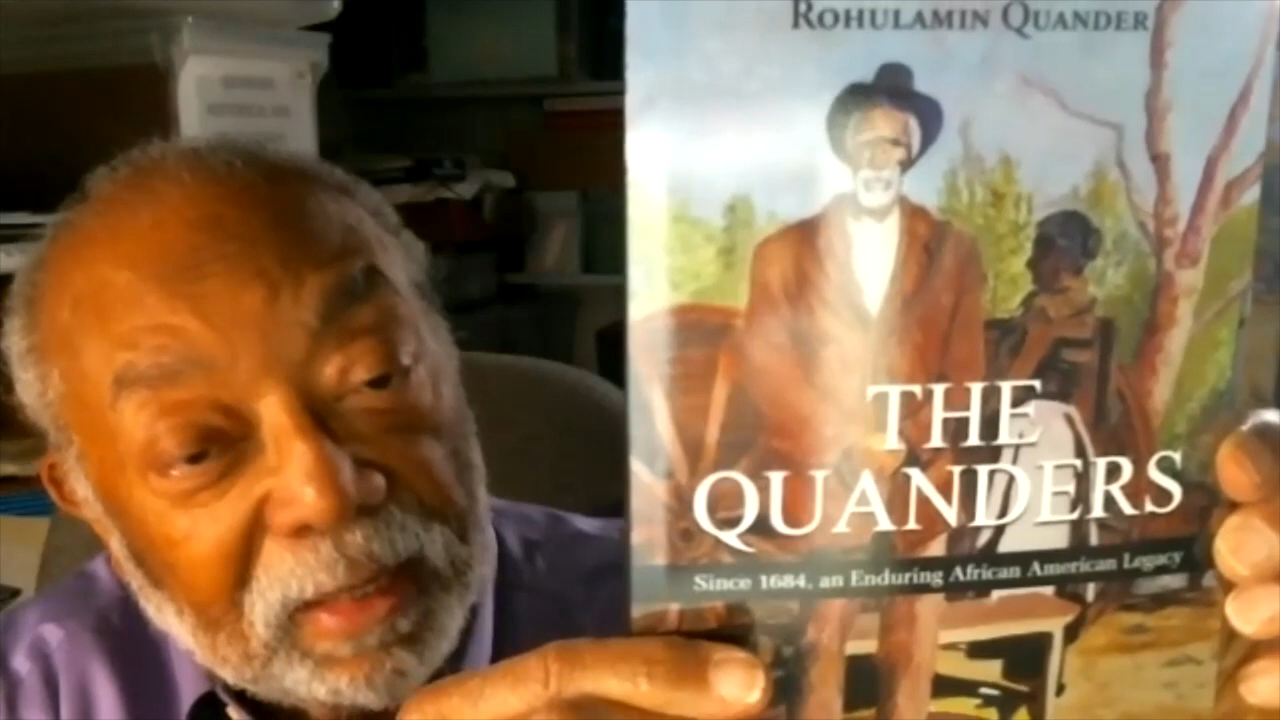 ROHULAMIN QUANDER
THE
QUANDERS
Since 1684, an Enduring African American Legacy